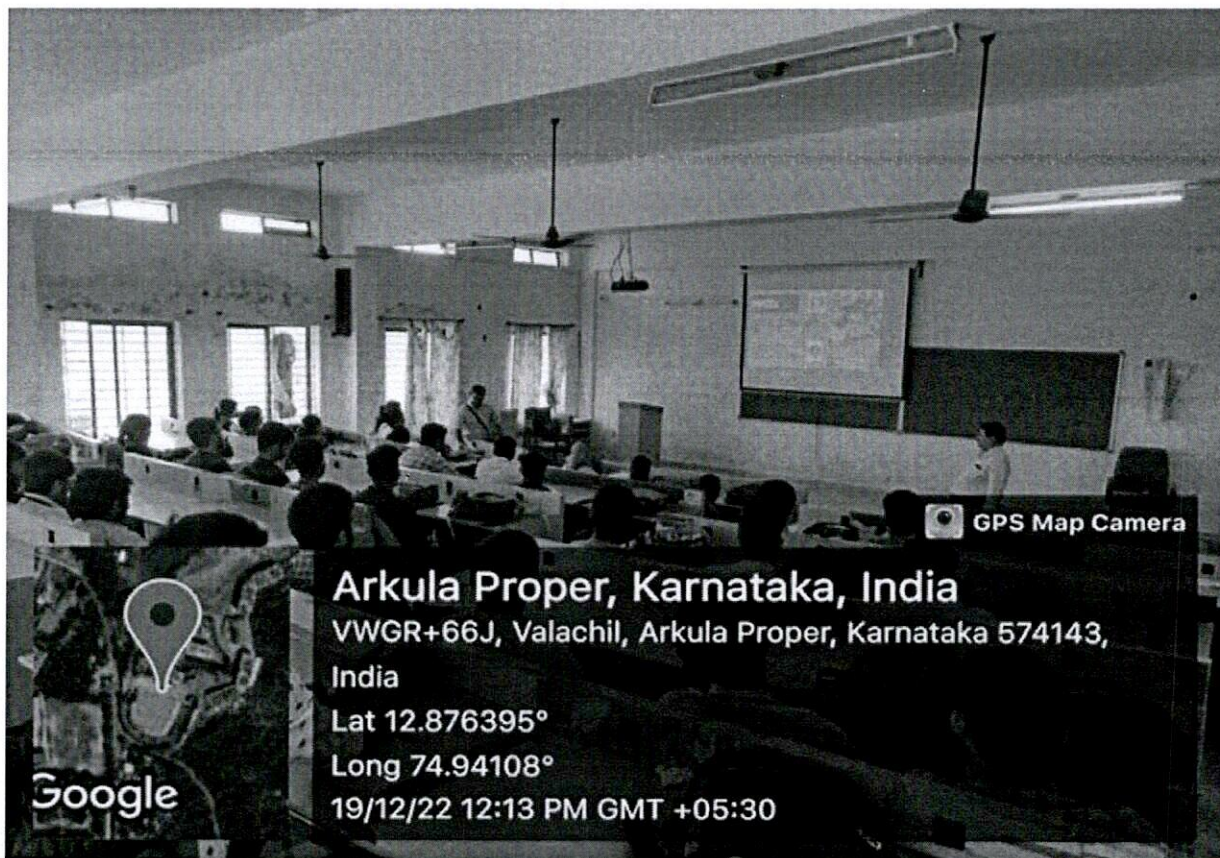 GPS Map Camera
Arkula Proper, Karnataka, India
VWGR+66J, Valachil, Arkula Proper, Karnataka 574143,
India
Lat 12.876395°
Long 74.94108°
19/12/22 12:13 PM GMT +05:30
Google